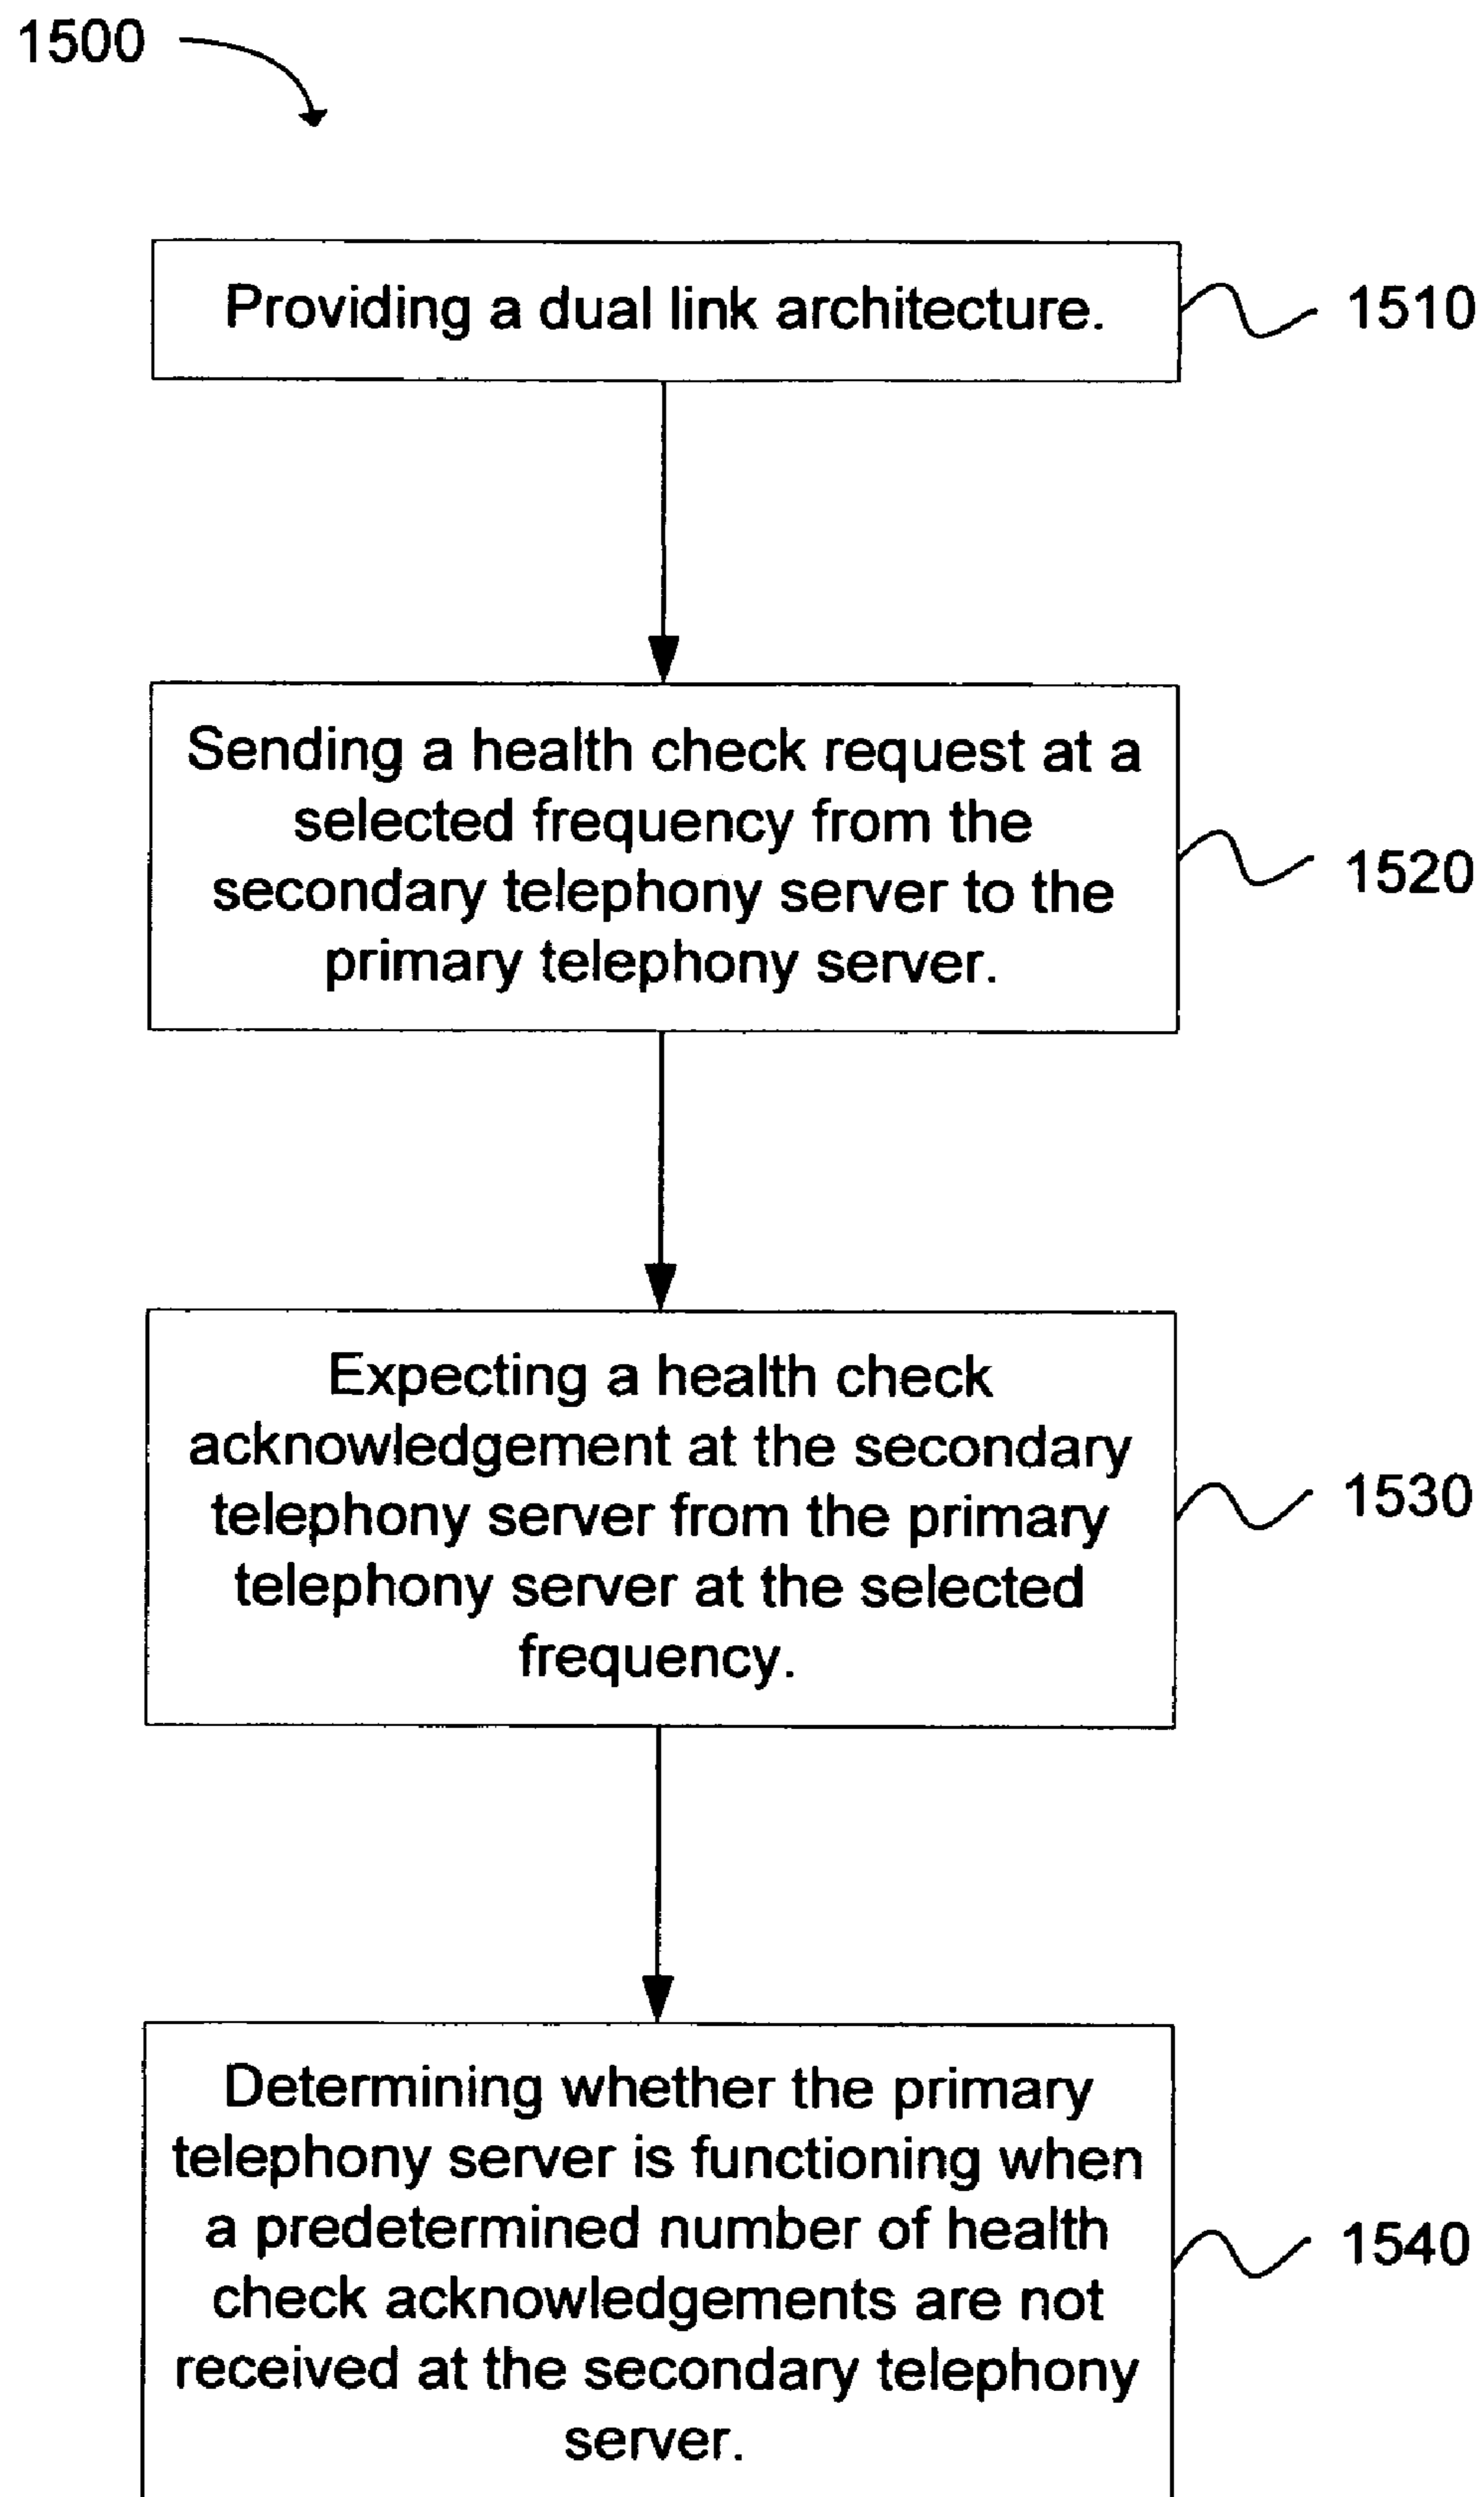 1500
Providing a dual link architecture.
1510
Sending a health check request at a
selected frequency from the
secondary telephony server to the
primary telephony server.
1520
Expecting a health check
acknowledgement at the secondary
telephony server from the primary
telephony server at the selected
frequency.
1530
Determining whether the primary
telephony server is functioning when
a predetermined number of health
check acknowledgements are not
received at the secondary telephony
server.
1540